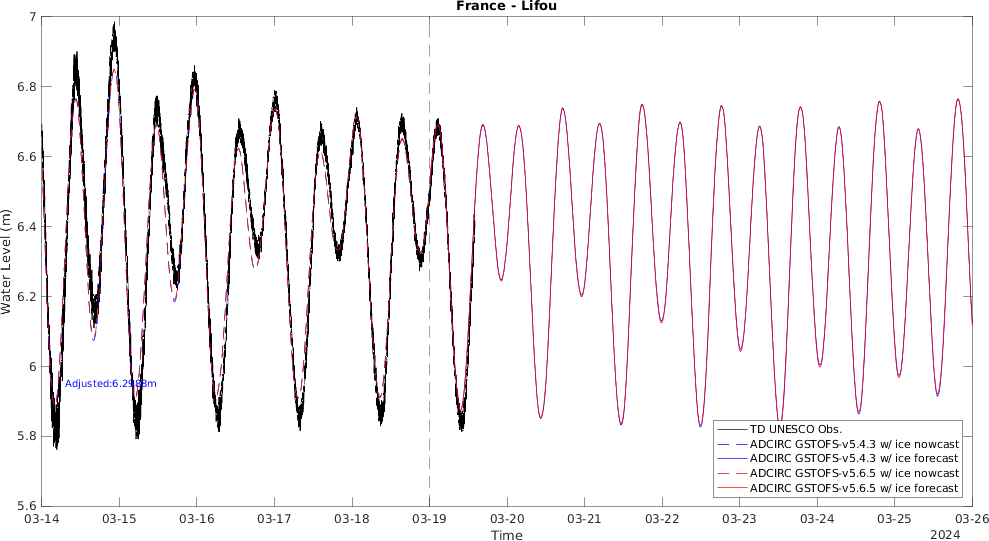 France - Lifou
7
6.8
6.6
6.4
6.2
6
5.8
5.6
Water Level (m)
Adjusted:6.2988m
TD UNESCO Obs.
ADCIRC GSTOFS-v5.4.3 w/ ice nowcast
ADCIRC GSTOFS-v5.4.3 w/ ice forecast
ADCIRC GSTOFS-v5.6.5 w/ ice nowcast
ADCIRC GSTOFS-v5.6.5 w/ ice forecast
03-14 03-15 03-16 03-17 03-18 03-19 03-20 03-21 03-22 03-23 03-24 03-25 03-26
Time
2024